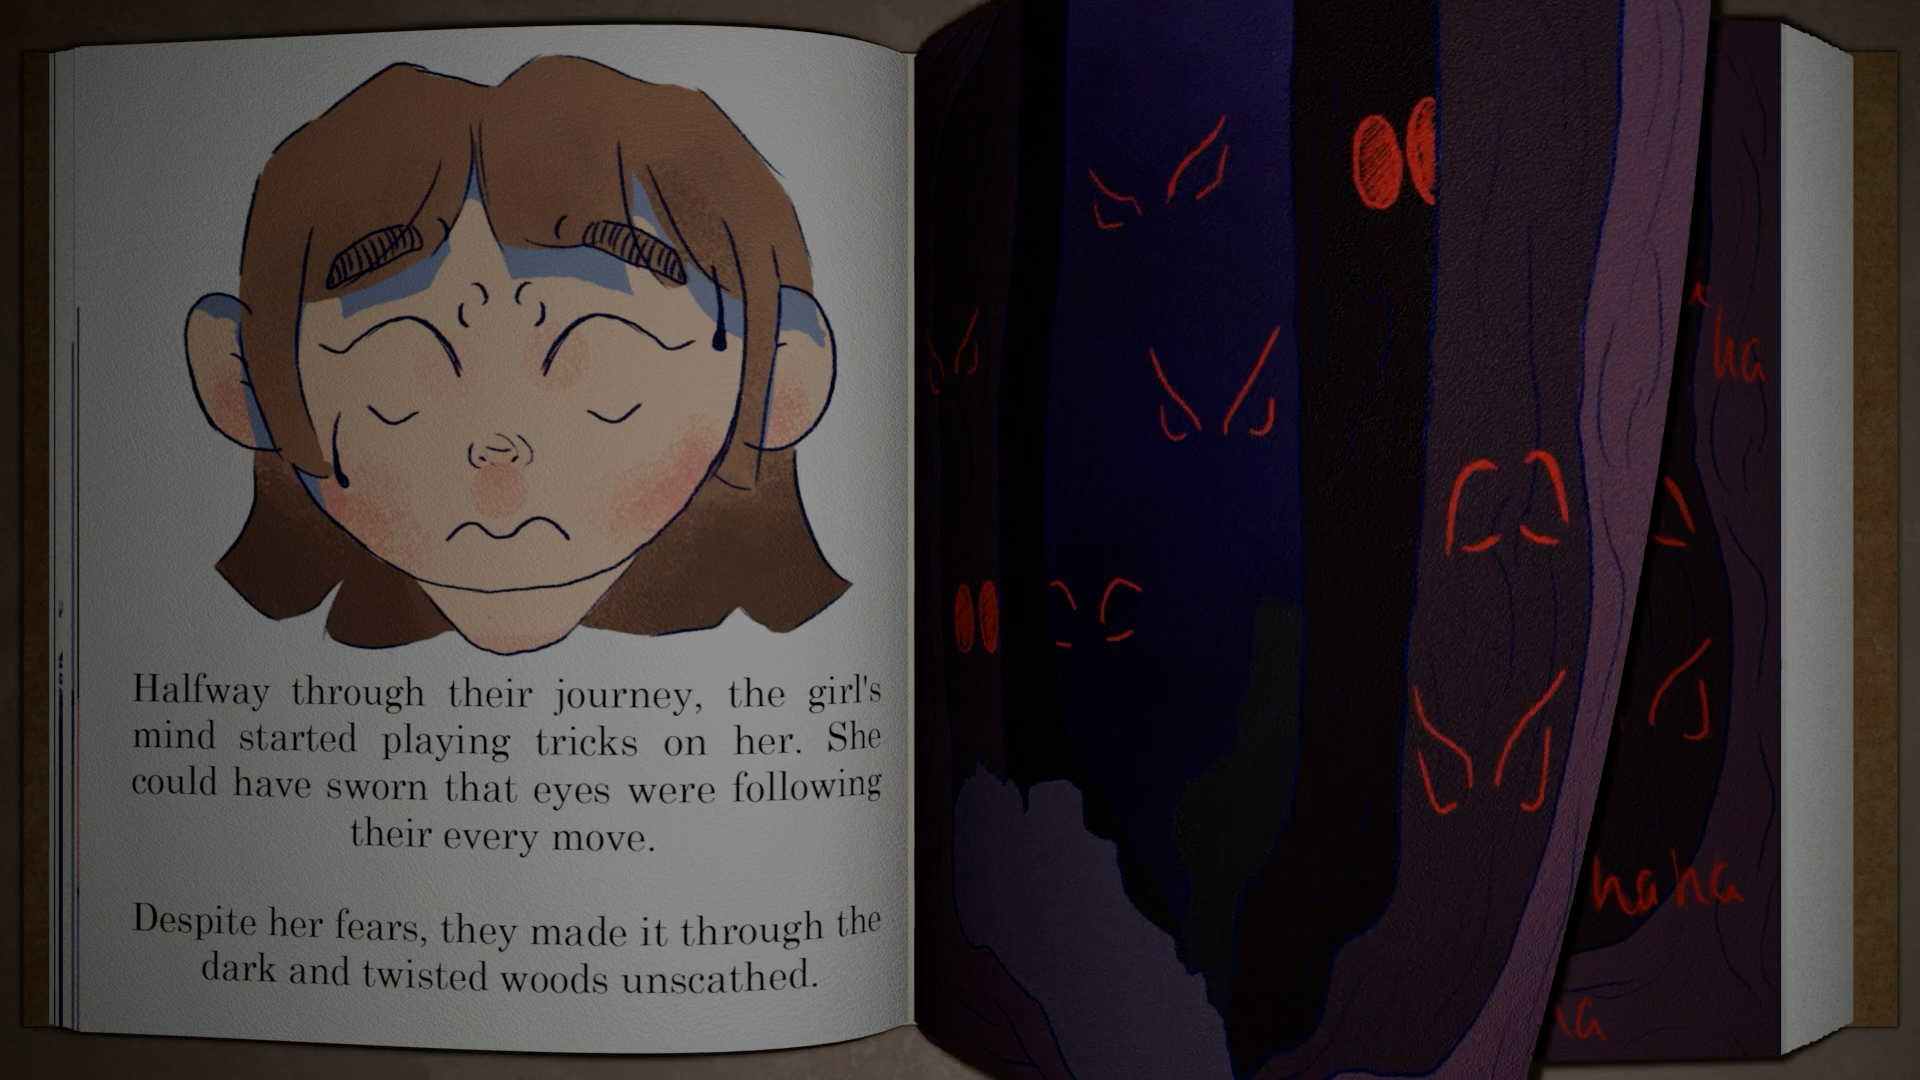 Halfway through their journey, the girl's
mind started playing tricks on her. She
could have sworn that eyes were following
their every move.
Despite her fears, they made it through the
dark and twisted woods unscathed.
ha
haha